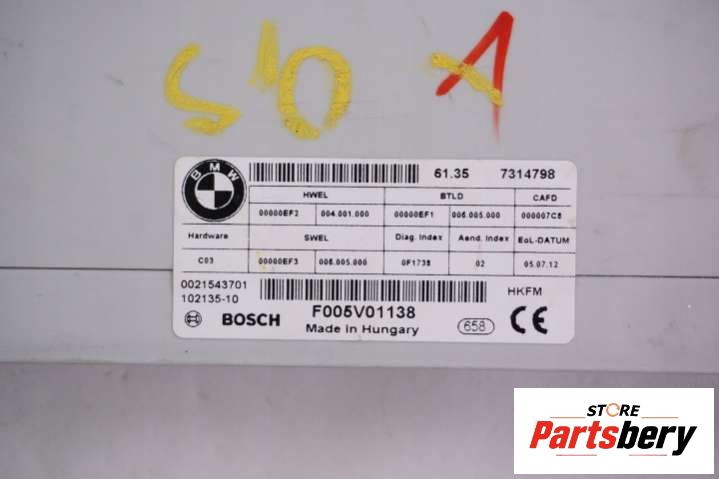 S'0 1
BMW
61.35 7314798
HWEL BTLD CAFD
00000EF2 004.001.000 00000EF1 006.005.000 000007C8
Hardware SWEL Diag. Index Aend. Index EoL-DATUM
C03 00000EF3 006.005.000 0F1735 02 05.07.12
0021543701
102135-10
HKFM
BOSCH
F005V01138
Made in Hungary
658
CE
STORE
Partsbery